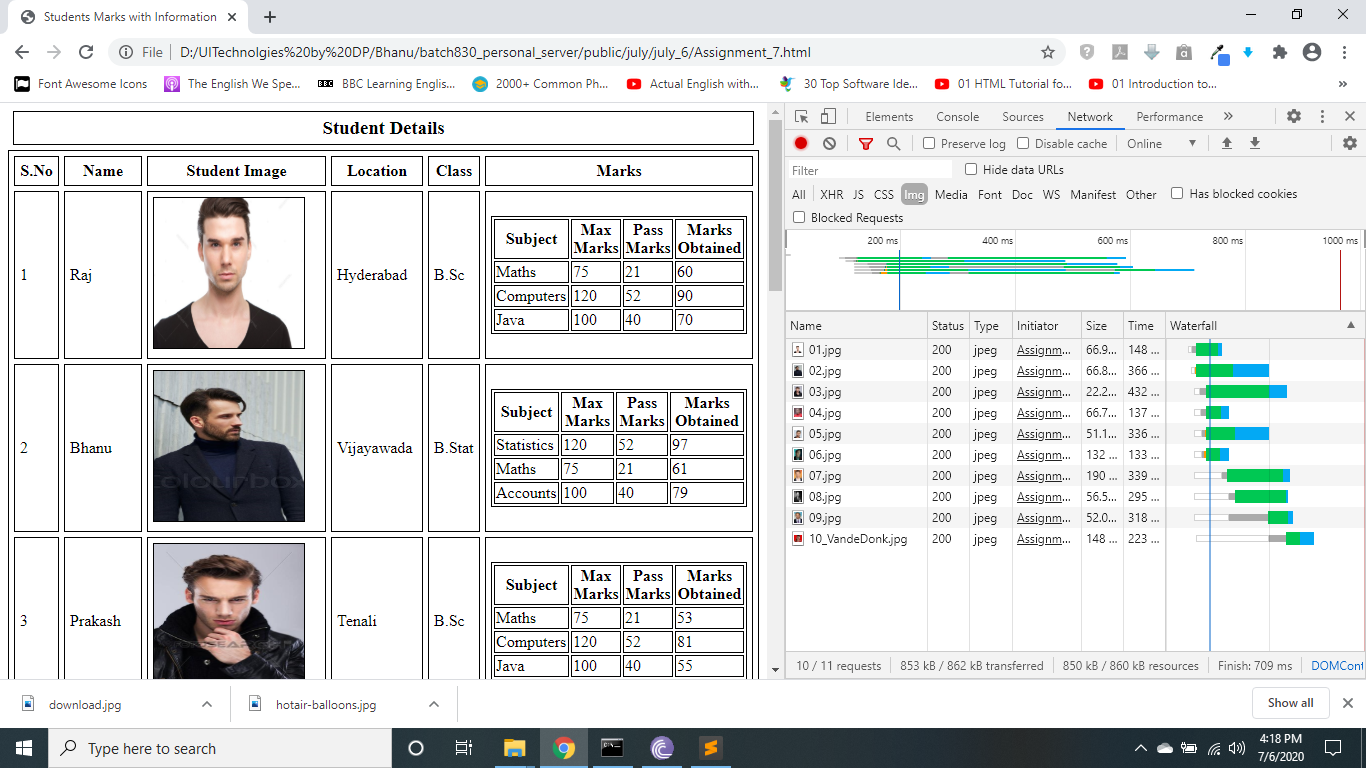 Students Marks with Information
File D:/UITechnolgies%20by%20DP/Bhanu/batch830_personal_server/public/july/july_6/Assignment_7.html
Font Awesome Icons The English We Spe... BBC BBC Learning Englis... 2000+ Common Ph... Actual English with... 30 Top Software Ide... 01 HTML Tutorial fo... 01 Introduction to... »
Student Details
S.No Name Student Image Location Class Marks
1 Raj Hyderabad B.Sc
Subject Max Marks Pass Marks Marks Obtained
Maths 75 21 60
Computers 120 52 90
Java 100 40 70
2 Bhanu Vijayawada B.Stat
colourbox
Subject Max Marks Pass Marks Marks Obtained
Statistics 120 52 97
Maths 75 21 61
Accounts 100 40 79
3 Prakash Tenali B.Sc
Subject Max Marks Pass Marks Marks Obtained
Maths 75 21 53
Computers 120 52 81
Java 100 40 55
Elements Console Sources Network Performance »
Preserve log Disable cache Online
Filter Hide data URLs
All XHR JS CSS Img Media Font Doc WS Manifest Other Has blocked cookies
Blocked Requests
200 ms 400 ms 600 ms 800 ms 1000 ms
Name Status Type Initiator Size Time Waterfall
01.jpg 200 jpeg Assignm... 66.9... 148 ...
02.jpg 200 jpeg Assignm... 66.8... 366 ...
03.jpg 200 jpeg Assignm... 22.2... 432 ...
04.jpg 200 jpeg Assignm... 66.7... 137 ...
05.jpg 200 jpeg Assignm... 51.1... 336 ...
06.jpg 200 jpeg Assignm... 132 ... 133 ...
07.jpg 200 jpeg Assignm... 190 ... 339 ...
08.jpg 200 jpeg Assignm... 56.5... 295 ...
09.jpg 200 jpeg Assignm... 52.0... 318 ...
10_VandeDonk.jpg 200 jpeg Assignm... 148 ... 223 ...
10 / 11 requests 853 kB / 862 kB transferred 850 kB / 860 kB resources Finish: 709 ms DOMCont
download.jpg hotair-balloons.jpg Show all
Type here to search
4:18 PM
7/6/2020